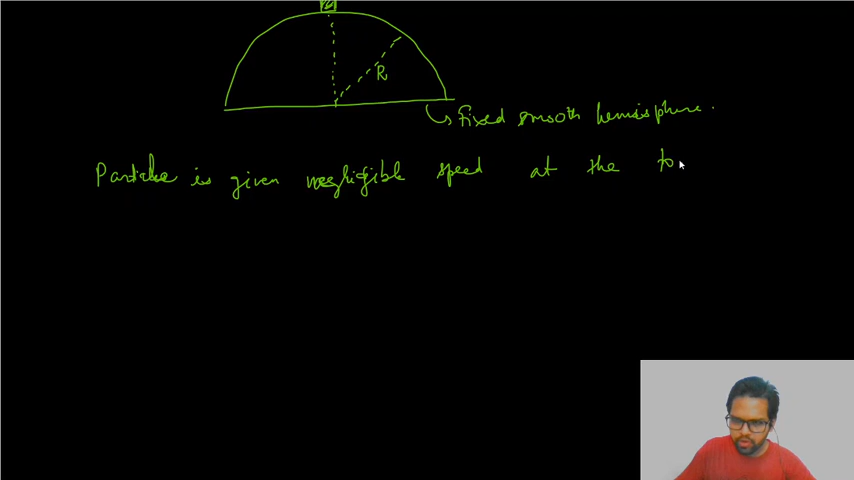 R
fixed smooth hemisphere.
Particle is given negligible speed at the to